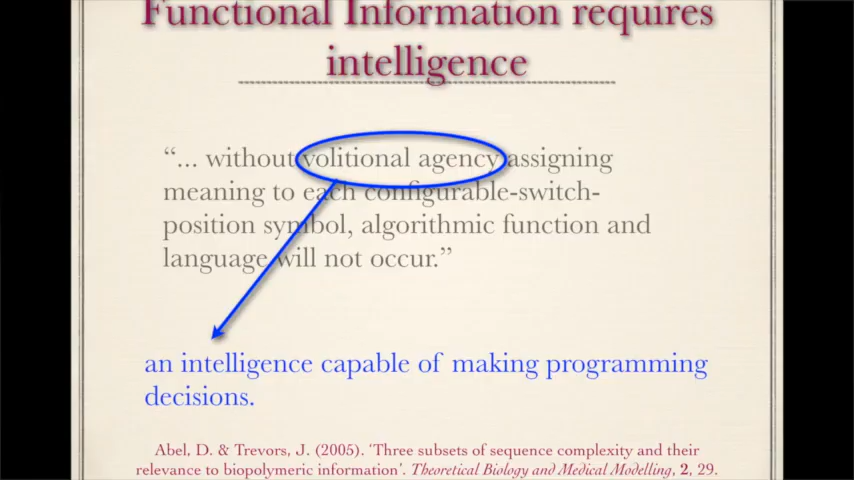 Functional Information requires
intelligence
“... without volitional agency assigning
meaning to each configurable-switch-
position symbol, algorithmic function and
language will not occur.”
an intelligence capable of making programming
decisions.
Abel, D. & Trevors, J. (2005). ‘Three subsets of sequence complexity and their
relevance to biopolymeric information’. Theoretical Biology and Medical Modelling, 2, 29.